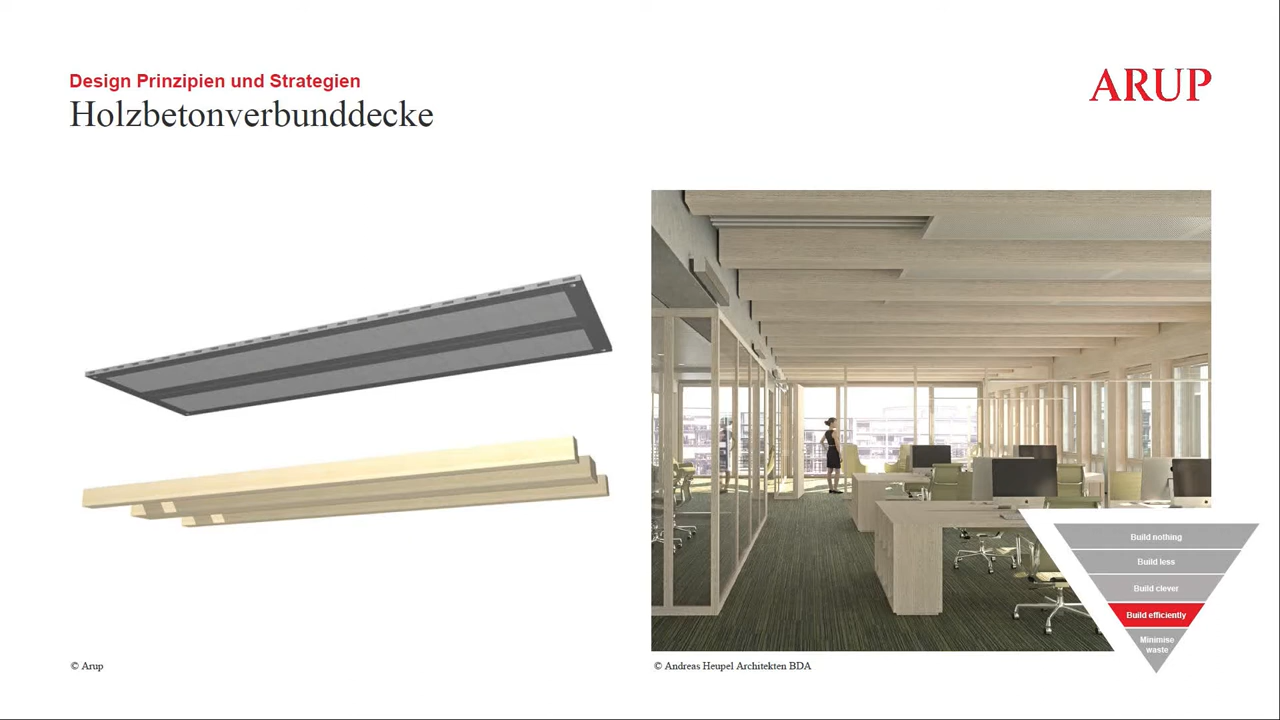 Design Prinzipien und Strategien
Holzbetonverbunddecke
ARUP
Build nothing
Build less
Build clever
Build efficiently
Minimise
waste
© Arup
© Andreas Heupel Architekten BDA